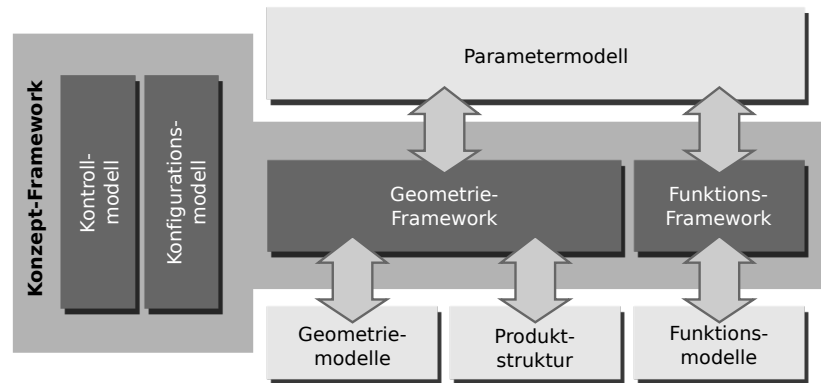 Parametermodell
Konzept-Framework
Kontroll-
modell
Konfigurations-
modell
Geometrie-
Framework
Funktions-
Framework
Geometrie-
modelle
Produkt-
struktur
Funktions-
modelle